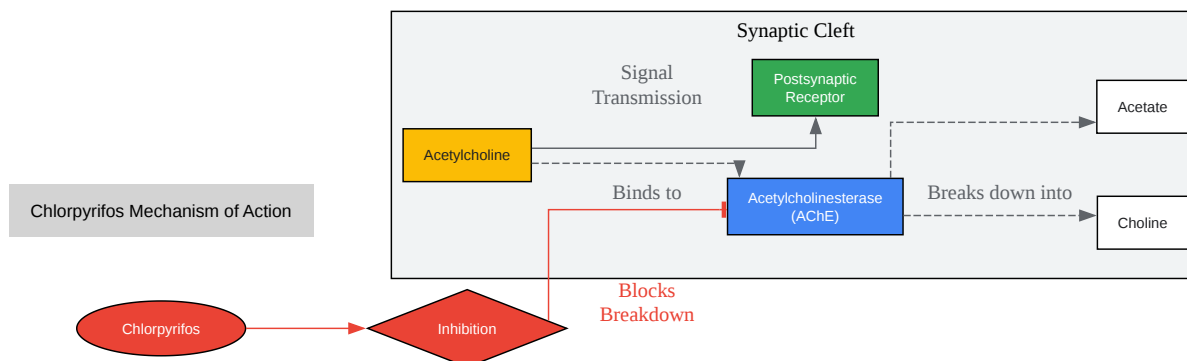 Synaptic Cleft
Signal
Transmission
Postsynaptic
Receptor
Acetate
Acetylcholine
Binds to
Acetylcholinesterase
(AChE)
Breaks down into
Choline
Chlorpyrifos Mechanism of Action
Blocks
Breakdown
Chlorpyrifos
Inhibition